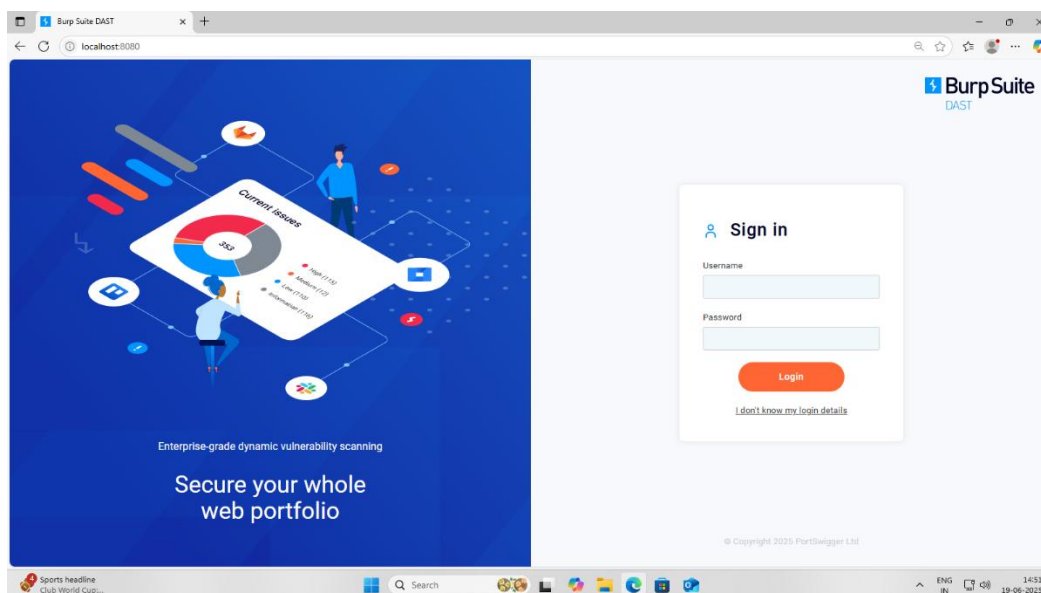 Burp Suite DAST
localhost:8080
Burp Suite
DAST
Current issues
353
High (115)
Medium (12)
Low (110)
Information (116)
Sign in
Username
Password
Login
I don't know my login details
Enterprise-grade dynamic vulnerability scanning
Secure your whole
web portfolio
© Copyright 2025 PortSwigger Ltd
4
Sports headline
Club World Cup:...
Search
ENG
IN
14:51
19-06-2025